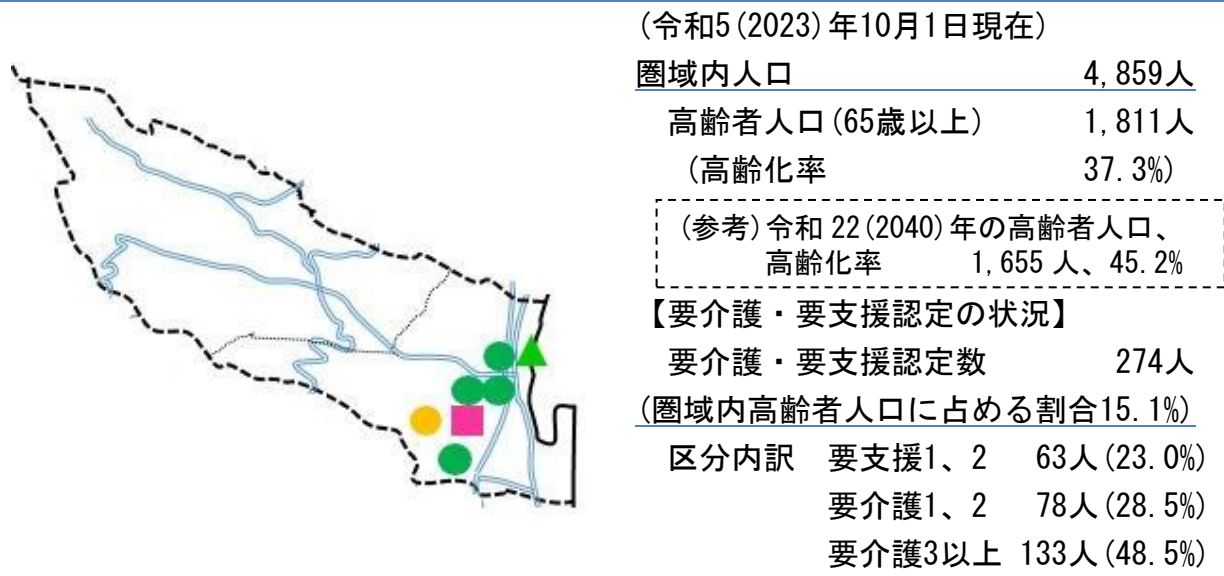 (令和5(2023)年10月1日現在)
圏域内人口 4,859人
高齢者人口(65歳以上) 1,811人
(高齢化率 37.3%)
(参考)令和 22(2040)年の高齢者人口、
高齢化率 1,655 人、45.2%
【要介護・要支援認定の状況】
要介護・要支援認定数 274人
(圏域内高齢者人口に占める割合15.1%)
区分内訳 要支援1、2 63人(23.0%)
要介護1、2 78人(28.5%)
要介護3以上 133人(48.5%)